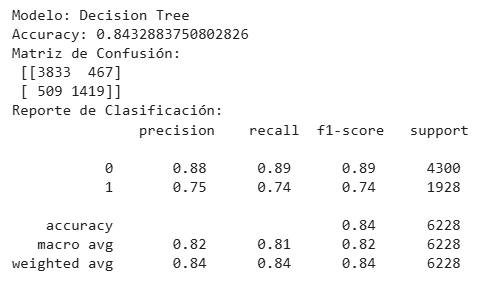 Modelo: Decision Tree
Accuracy: 0.8432883750802826
Matriz de Confusión:
[[3833 467]
[ 509 1419]]
Reporte de Clasificación:
precision recall f1-score support
0 0.88 0.89 0.89 4300
1 0.75 0.74 0.74 1928
accuracy 0.84 6228
macro avg 0.82 0.81 0.82 6228
weighted avg 0.84 0.84 0.84 6228